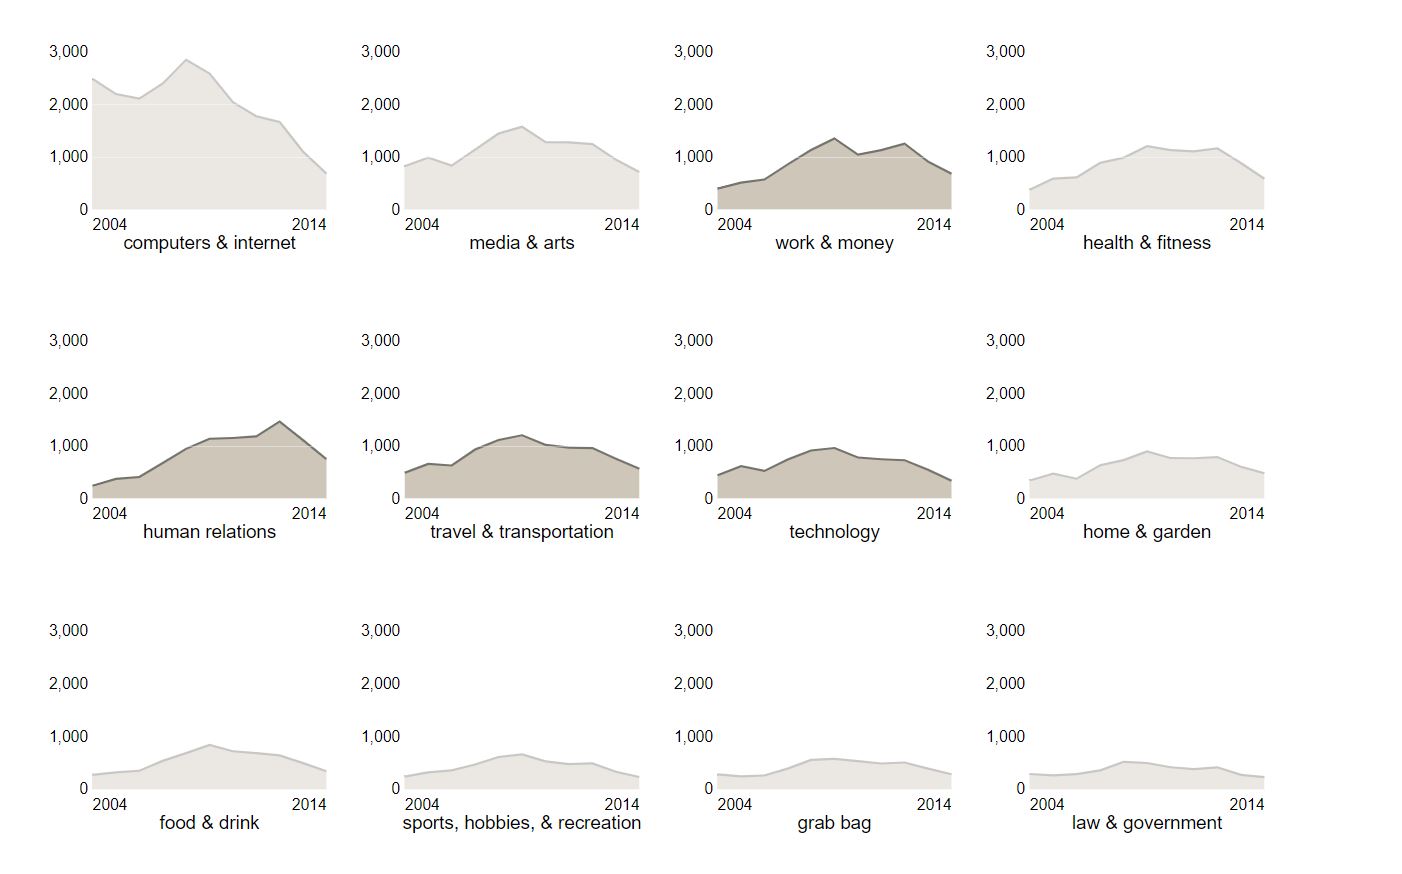 3,000 3,000 3,000 3,000
2,000 2,000 2,000 2,000
1,000 1,000 1,000 1,000
0 0 0 0
2004 2014 2004 2014 2004 2014 2004 2014
computers & internet media & arts work & money health & fitness
3,000 3,000 3,000 3,000
2,000 2,000 2,000 2,000
1,000 1,000 1,000 1,000
0 0 0 0
2004 2014 2004 2014 2004 2014 2004 2014
human relations travel & transportation technology home & garden
3,000 3,000 3,000 3,000
2,000 2,000 2,000 2,000
1,000 1,000 1,000 1,000
0 0 0 0
2004 2014 2004 2014 2004 2014 2004 2014
food & drink sports, hobbies, & recreation grab bag law & government